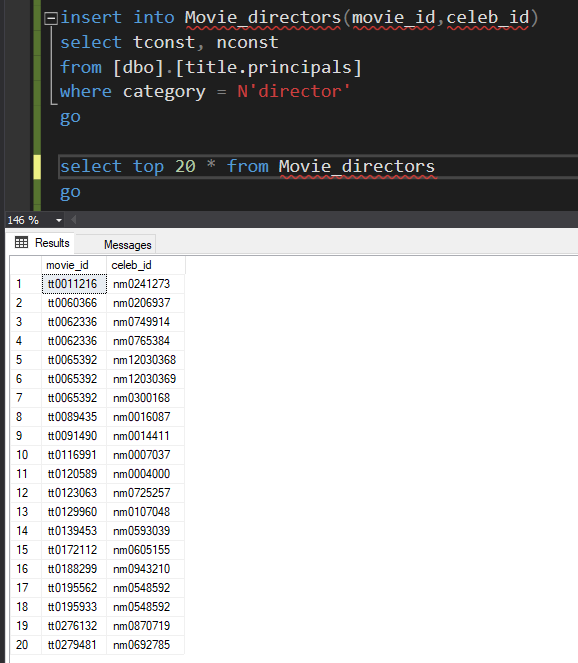 insert into Movie_directors(movie_id,celeb_id)
select tconst, nconst
from [dbo].[title.principals]
where category = N'director'
go
select top 20 * from Movie_directors
go
146 %
Results Messages
movie_id celeb_id
1 tt0011216 nm0241273
2 tt0060366 nm0206937
3 tt0062336 nm0749914
4 tt0062336 nm0765384
5 tt0065392 nm12030368
6 tt0065392 nm12030369
7 tt0065392 nm0300168
8 tt0089435 nm0016087
9 tt0091490 nm0014411
10 tt0116991 nm0007037
11 tt0120589 nm0004000
12 tt0123063 nm0725257
13 tt0129960 nm0107048
14 tt0139453 nm0593039
15 tt0172112 nm0605155
16 tt0188299 nm0943210
17 tt0195562 nm0548592
18 tt0195933 nm0548592
19 tt0276132 nm0870719
20 tt0279481 nm0692785